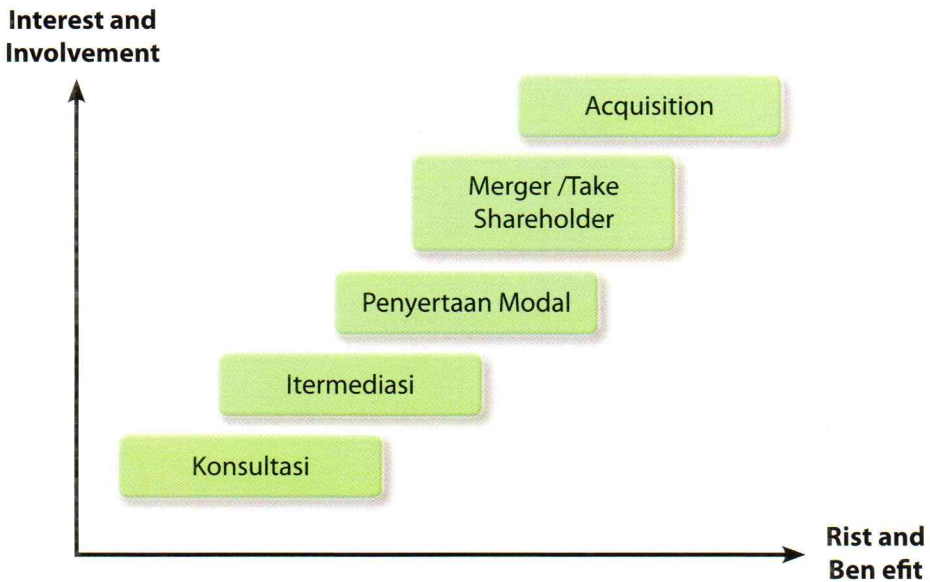 Interest and
Involvement
Acquisition
Merger /Take
Shareholder
Penyertaan Modal
Itermediasi
Konsultasi
Rist and
Ben efit